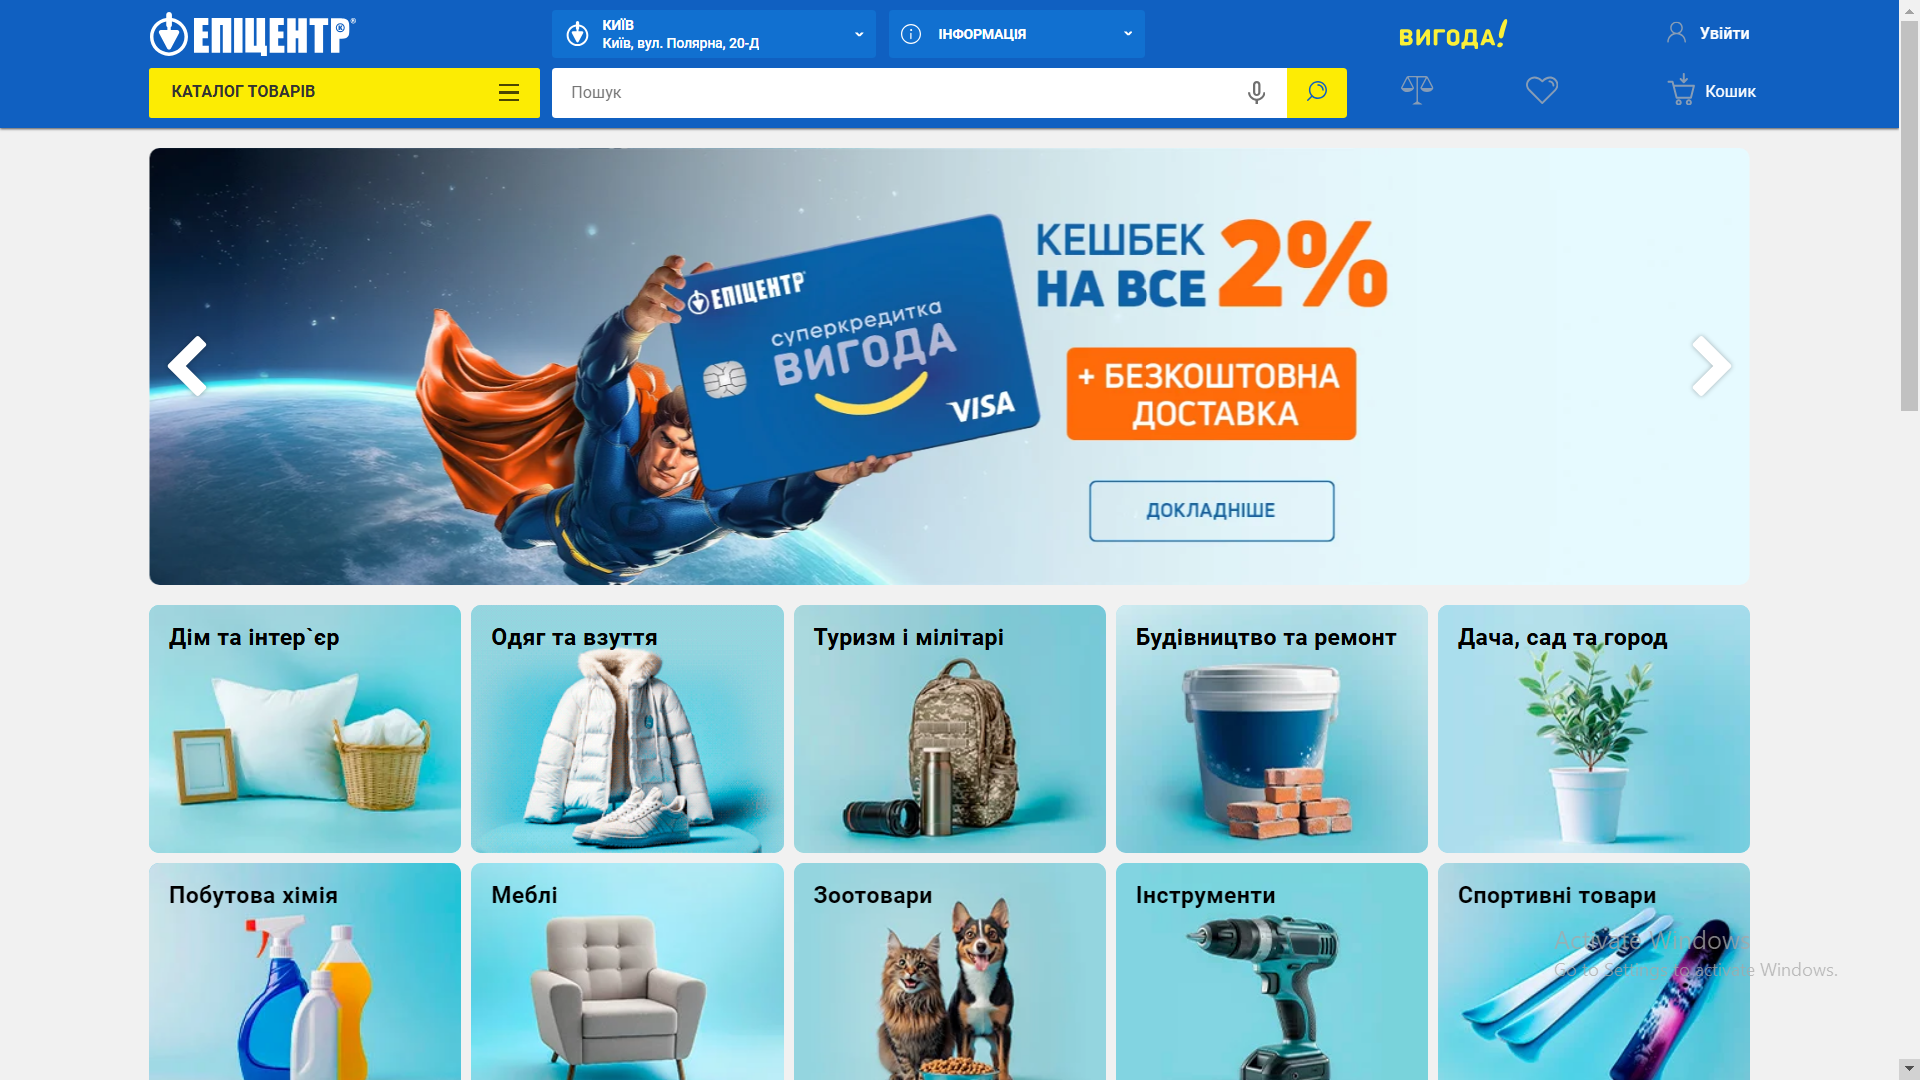 ЕПІЦЕНТР®
КИЇВ
Київ, вул. Полярна, 20-Д
ІНФОРМАЦІЯ
ВИГОДА!
Увійти
КАТАЛОГ ТОВАРІВ
Пошук
Кошик
ЕПІЦЕНТР
суперкредитка
ВИГОДА
VISA
КЕШБЕК
НА ВСЕ 2%
+ БЕЗКОШТОВНА
ДОСТАВКА
ДОКЛАДНІШЕ
Дім та інтер`єр
Одяг та взуття
Туризм і мілітарі
Будівництво та ремонт
Дача, сад та город
Побутова хімія
Меблі
Зоотовари
Інструменти
Спортивні товари
Activate Windows
Go to Settings to activate Windows.